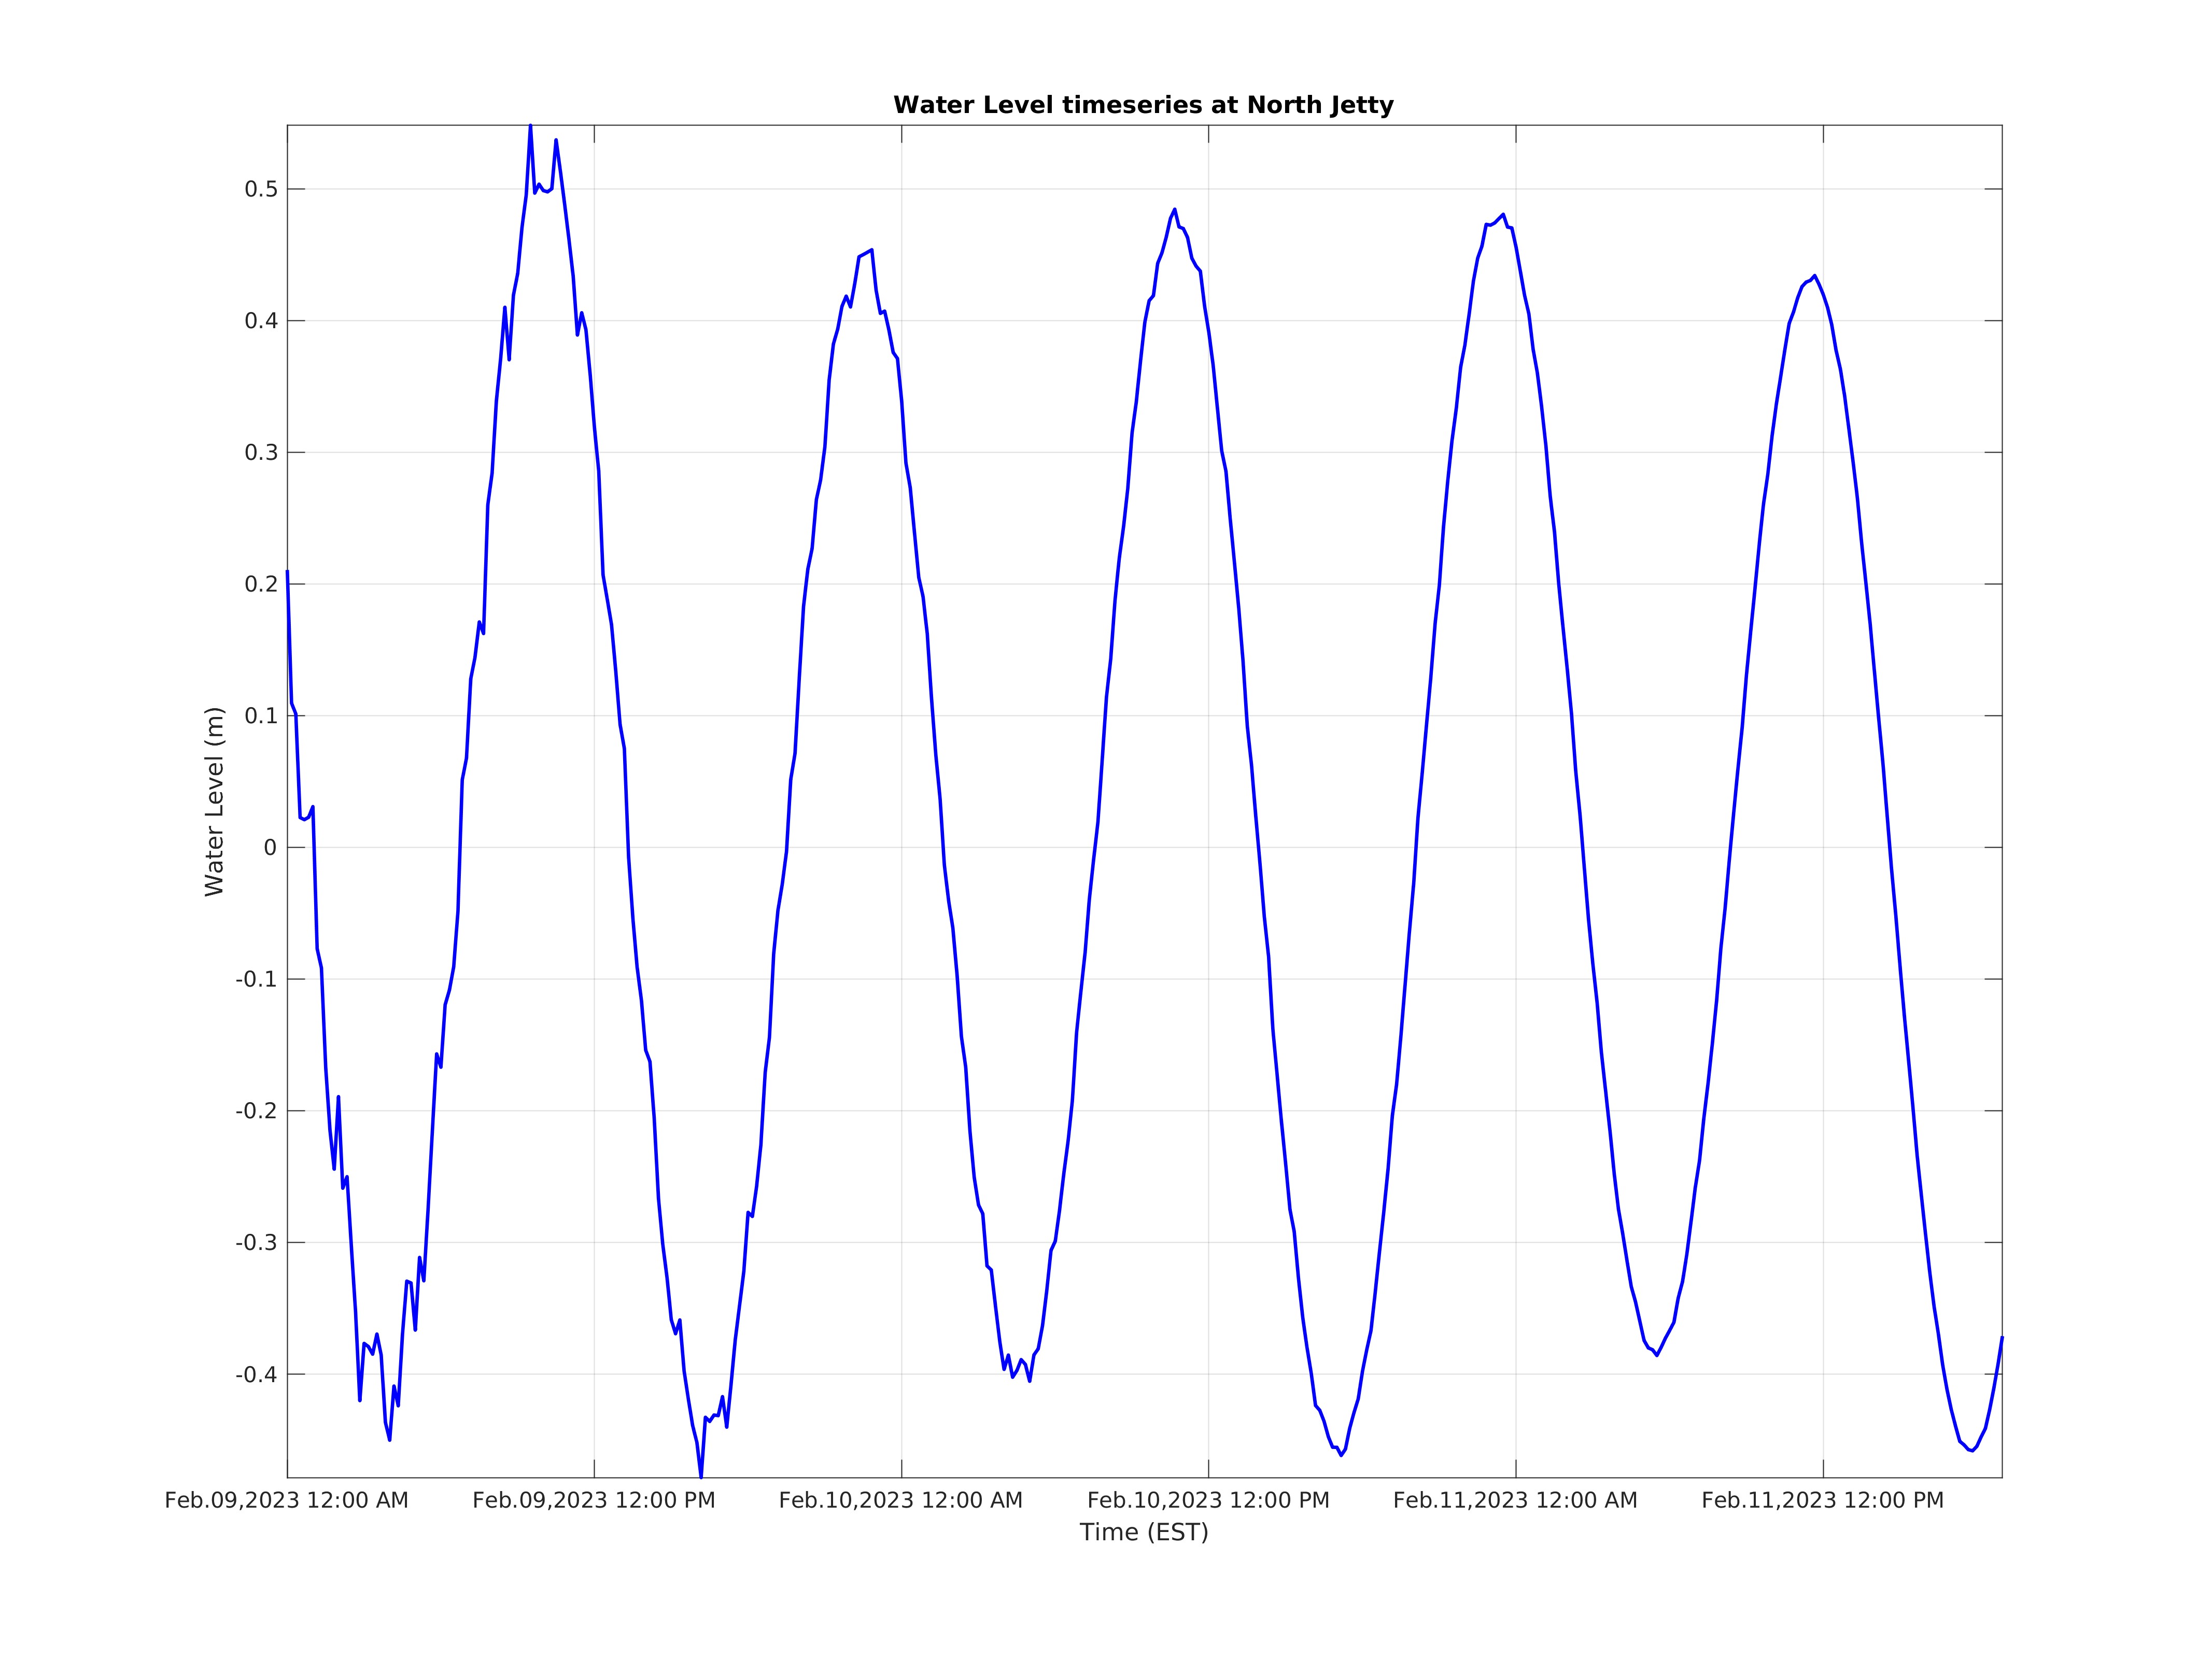 Water Level timeseries at North Jetty
0.5
0.4
0.3
0.2
0.1
0
-0.1
-0.2
-0.3
-0.4
Water Level (m)
Feb.09,2023 12:00 AM
Feb.09,2023 12:00 PM
Feb.10,2023 12:00 AM
Feb.10,2023 12:00 PM
Feb.11,2023 12:00 AM
Feb.11,2023 12:00 PM
Time (EST)